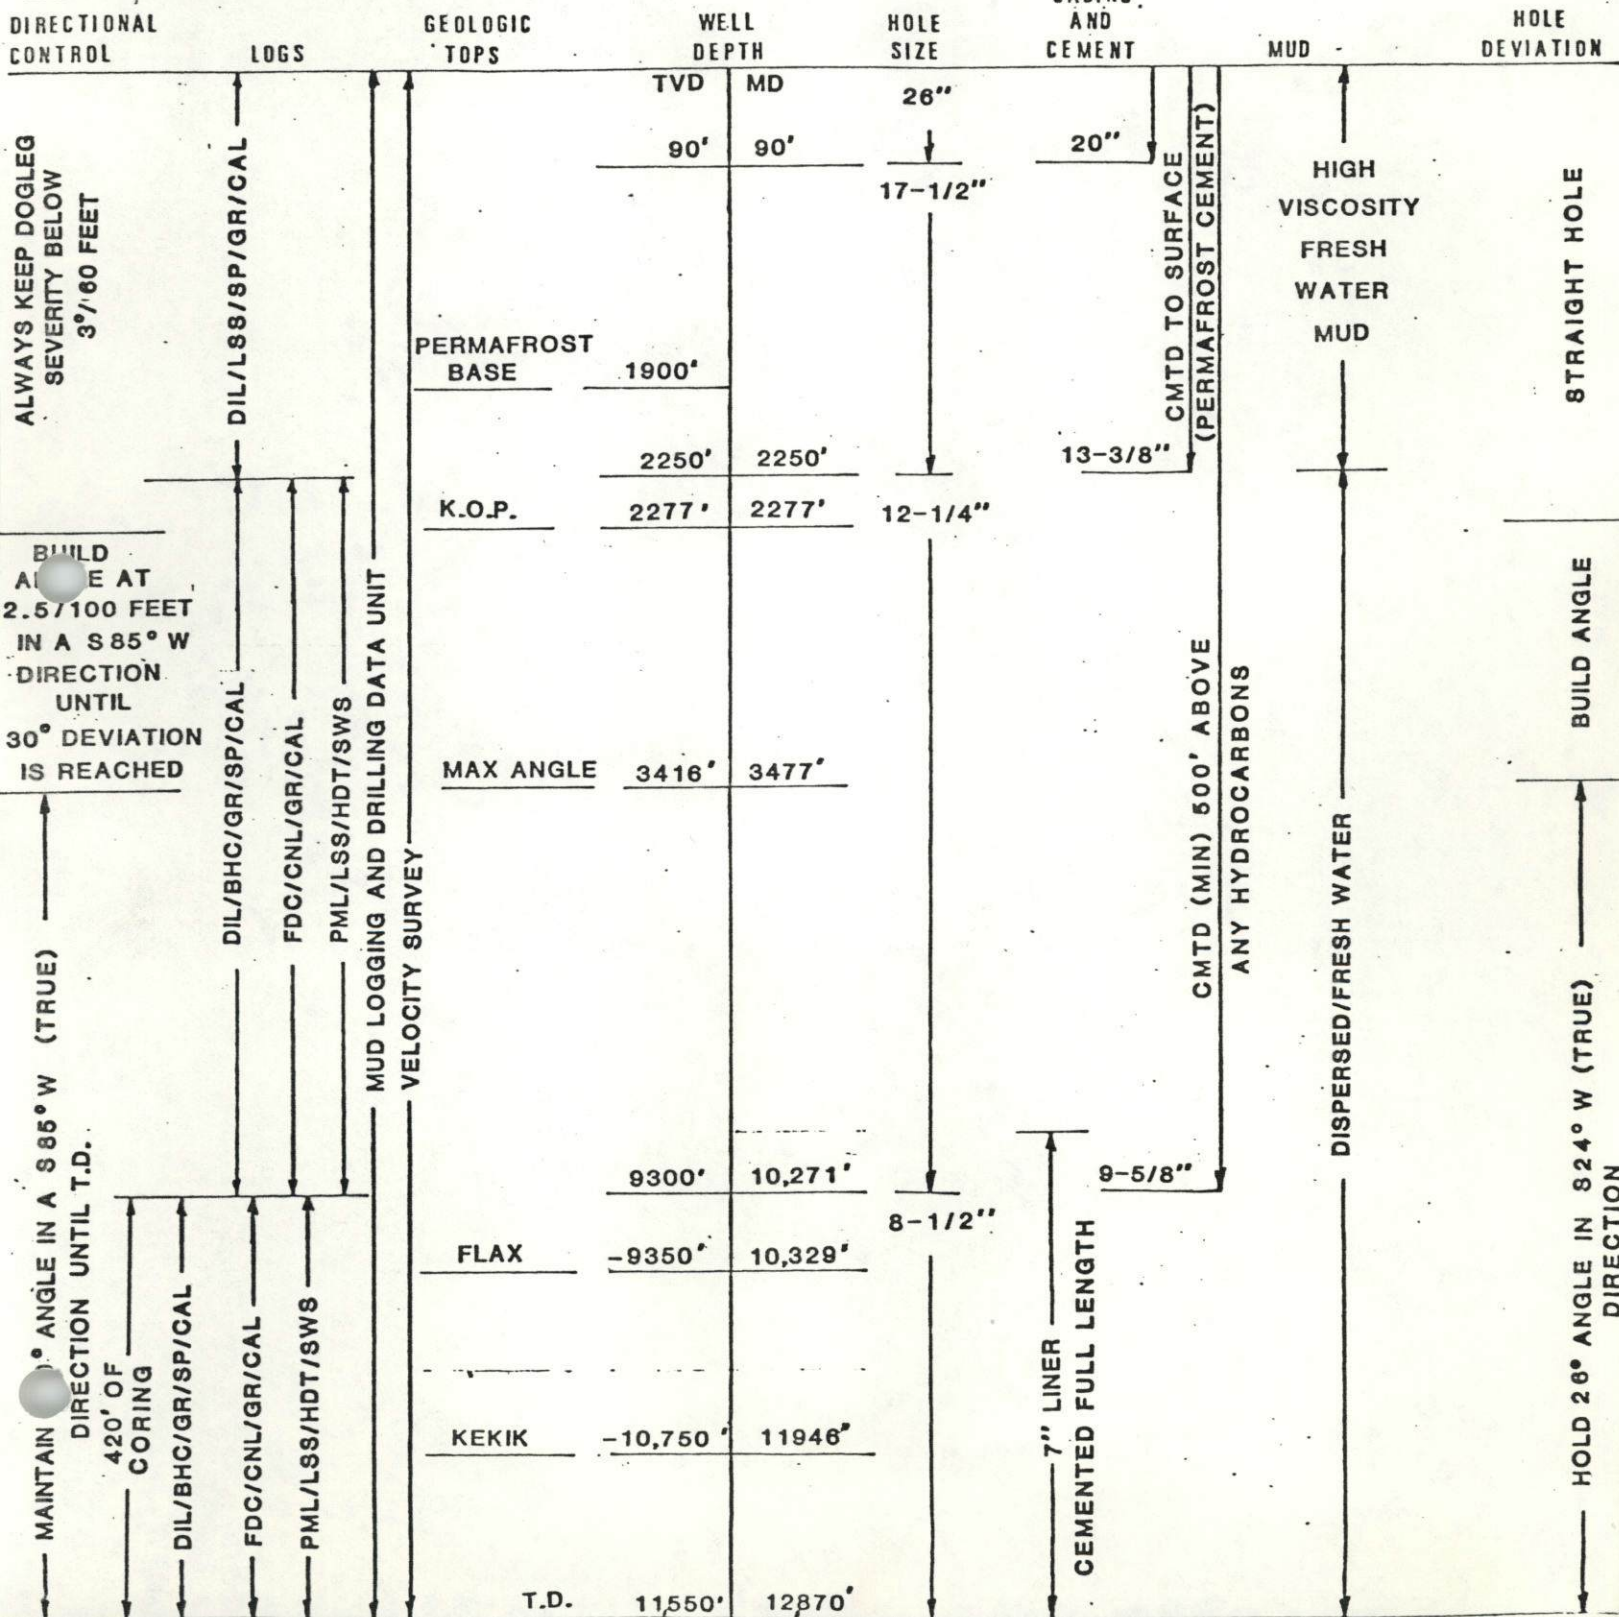 DIRECTIONAL
CONTROL
LOGS
GEOLOGIC
TOPS
WELL
DEPTH
HOLE
SIZE
AND
CEMENT
MUD
HOLE
DEVIATION
TVD MD
ALWAYS KEEP DOGLEG
SEVERITY BELOW
3°/60 FEET
BUILD
AT
2.5/100 FEET
IN A S 85° W
DIRECTION
UNTIL
30° DEVIATION
IS REACHED
MAINTAIN ANGLE IN A S 85° W (TRUE)
DIRECTION UNTIL T.D.
DIL/LSS/SP/GR/CAL
DIL/BHC/GR/SP/CAL
FDC/CNL/GR/CAL
PML/LSS/HDT/SWS
420' OF
CORING
DIL/BHC/GR/SP/CAL
FDC/CNL/GR/CAL
PML/LSS/HDT/SWS
MUD LOGGING AND DRILLING DATA UNIT
VELOCITY SURVEY
90' 90'
PERMAFROST
BASE 1900'
2250' 2250'
K.O.P. 2277' 2277'
MAX ANGLE 3416' 3477'
9300' 10,271'
FLAX -9350' 10,329'
KEKIK -10,750' 11946'
T.D. 11,550' 12870'
26"
17-1/2"
12-1/4"
8-1/2"
20"
13-3/8"
9-5/8"
CMTD TO SURFACE
(PERMAFROST CEMENT)
CMTD (MIN) 500' ABOVE
ANY HYDROCARBONS
7" LINER
CEMENTED FULL LENGTH
HIGH
VISCOSITY
FRESH
WATER
MUD
DISPERSED/FRESH WATER
STRAIGHT HOLE
BUILD ANGLE
HOLD 26° ANGLE IN S24° W (TRUE)
DIRECTION